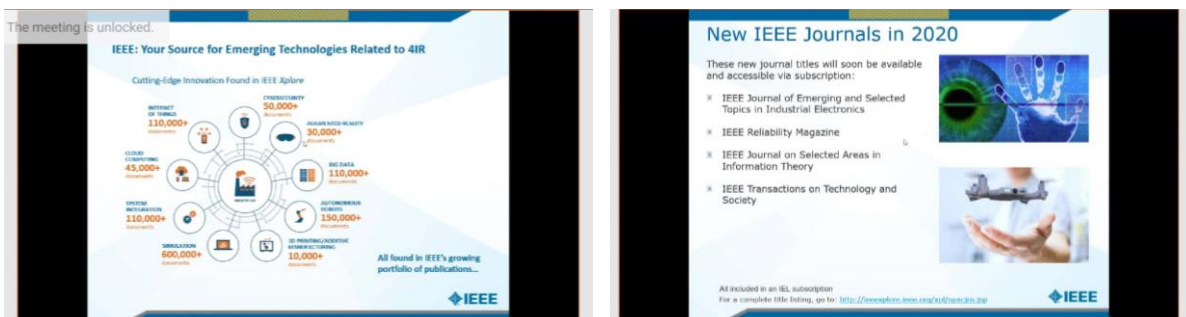 The meeting is unlocked.
IEEE: Your Source for Emerging Technologies Related to 4IR
Cutting-Edge Innovation Found in IEEE Xplore
CYBERSECURITY
50,000+
documents
INTERNET
OF THINGS
110,000+
documents
AUGMENTED REALITY
30,000+
documents
CLOUD
COMPUTING
45,000+
documents
BIG DATA
110,000+
documents
SYSTEM
INTEGRATION
110,000+
documents
AUTONOMOUS
ROBOTS
150,000+
documents
SIMULATION
600,000+
documents
3D PRINTING/ADDITIVE
MANUFACTURING
10,000+
documents
All found in IEEE's growing
portfolio of publications...
IEEE
New IEEE Journals in 2020
These new journal titles will soon be available
and accessible via subscription:
IEEE Journal of Emerging and Selected
Topics in Industrial Electronics
IEEE Reliability Magazine
IEEE Journal on Selected Areas in
Information Theory
IEEE Transactions on Technology and
Society
All included in an IEL subscription
For a complete title listing, go to:
IEEE